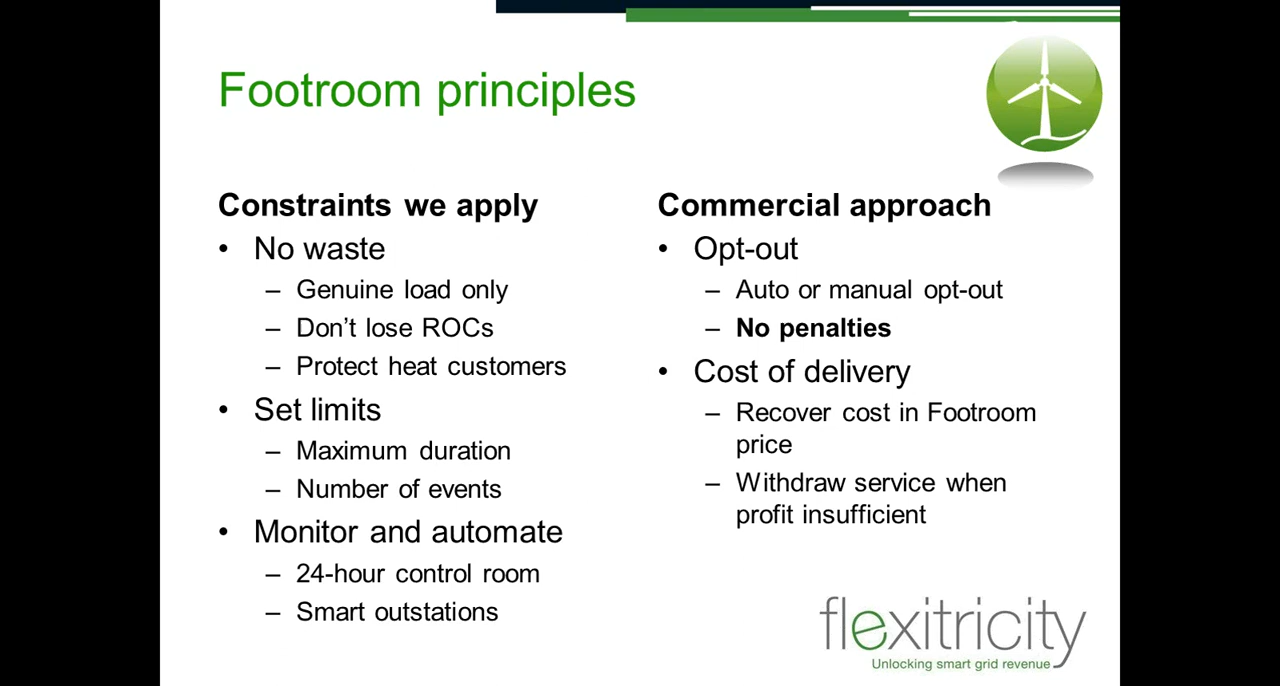 Footroom principles
Constraints we apply
• No waste
– Genuine load only
– Don’t lose ROCs
– Protect heat customers
• Set limits
– Maximum duration
– Number of events
• Monitor and automate
– 24-hour control room
– Smart outstations
Commercial approach
• Opt-out
– Auto or manual opt-out
– No penalties
• Cost of delivery
– Recover cost in Footroom
price
– Withdraw service when
profit insufficient
flexitricity
Unlocking smart grid revenue